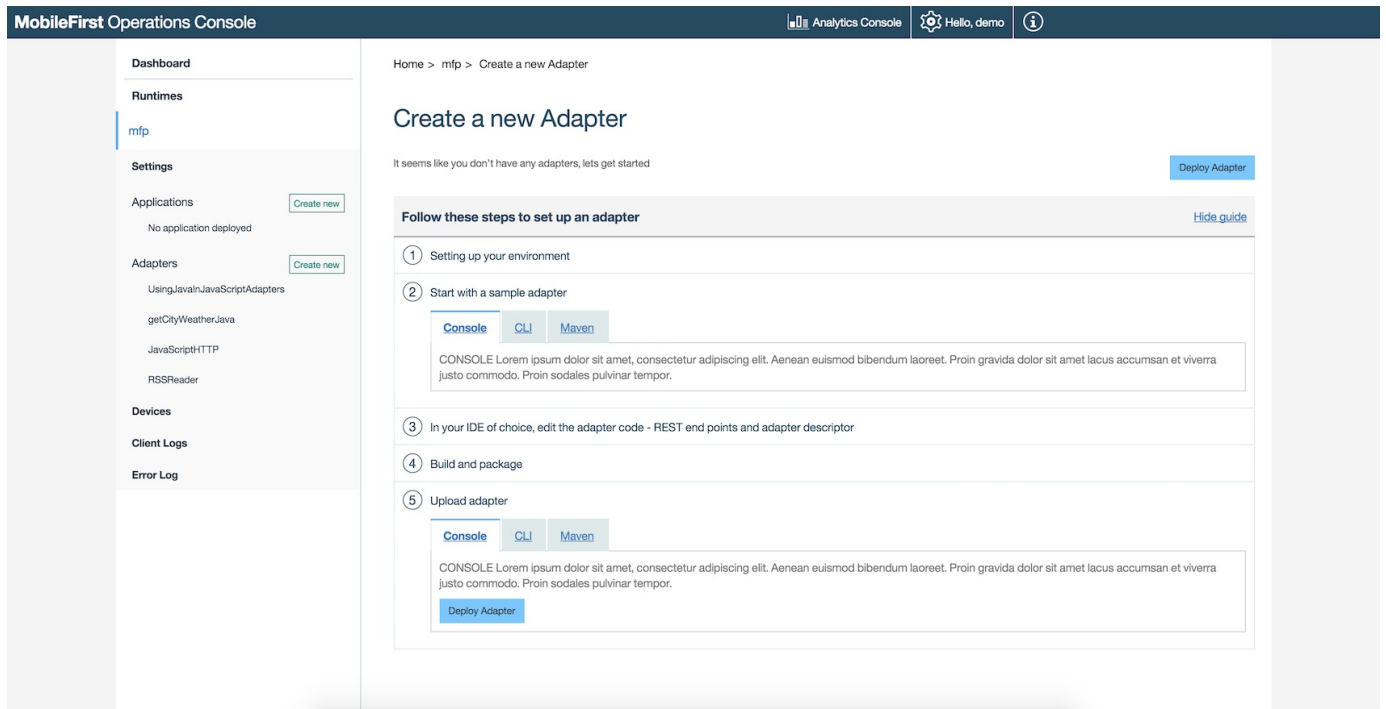 MobileFirst Operations Console
Analytics Console
Hello, demo
Dashboard
Runtimes
mfp
Settings
Applications
Create new
No application deployed
Adapters
Create new
UsingJavaInJavaScriptAdapters
getCityWeatherJava
JavaScriptHTTP
RSSReader
Devices
Client Logs
Error Log
Home > mfp > Create a new Adapter
Create a new Adapter
It seems like you don't have any adapters, lets get started
Deploy Adapter
Follow these steps to set up an adapter
Hide guide
1 Setting up your environment
2 Start with a sample adapter
Console CLI Maven
CONSOLE Lorem ipsum dolor sit amet, consectetur adipiscing elit. Aenean euismod bibendum laoreet. Proin gravida dolor sit amet lacus accumsan et viverra
justo commodo. Proin sodales pulvinar tempor.
3 In your IDE of choice, edit the adapter code - REST end points and adapter descriptor
4 Build and package
5 Upload adapter
Console CLI Maven
CONSOLE Lorem ipsum dolor sit amet, consectetur adipiscing elit. Aenean euismod bibendum laoreet. Proin gravida dolor sit amet lacus accumsan et viverra
justo commodo. Proin sodales pulvinar tempor.
Deploy Adapter